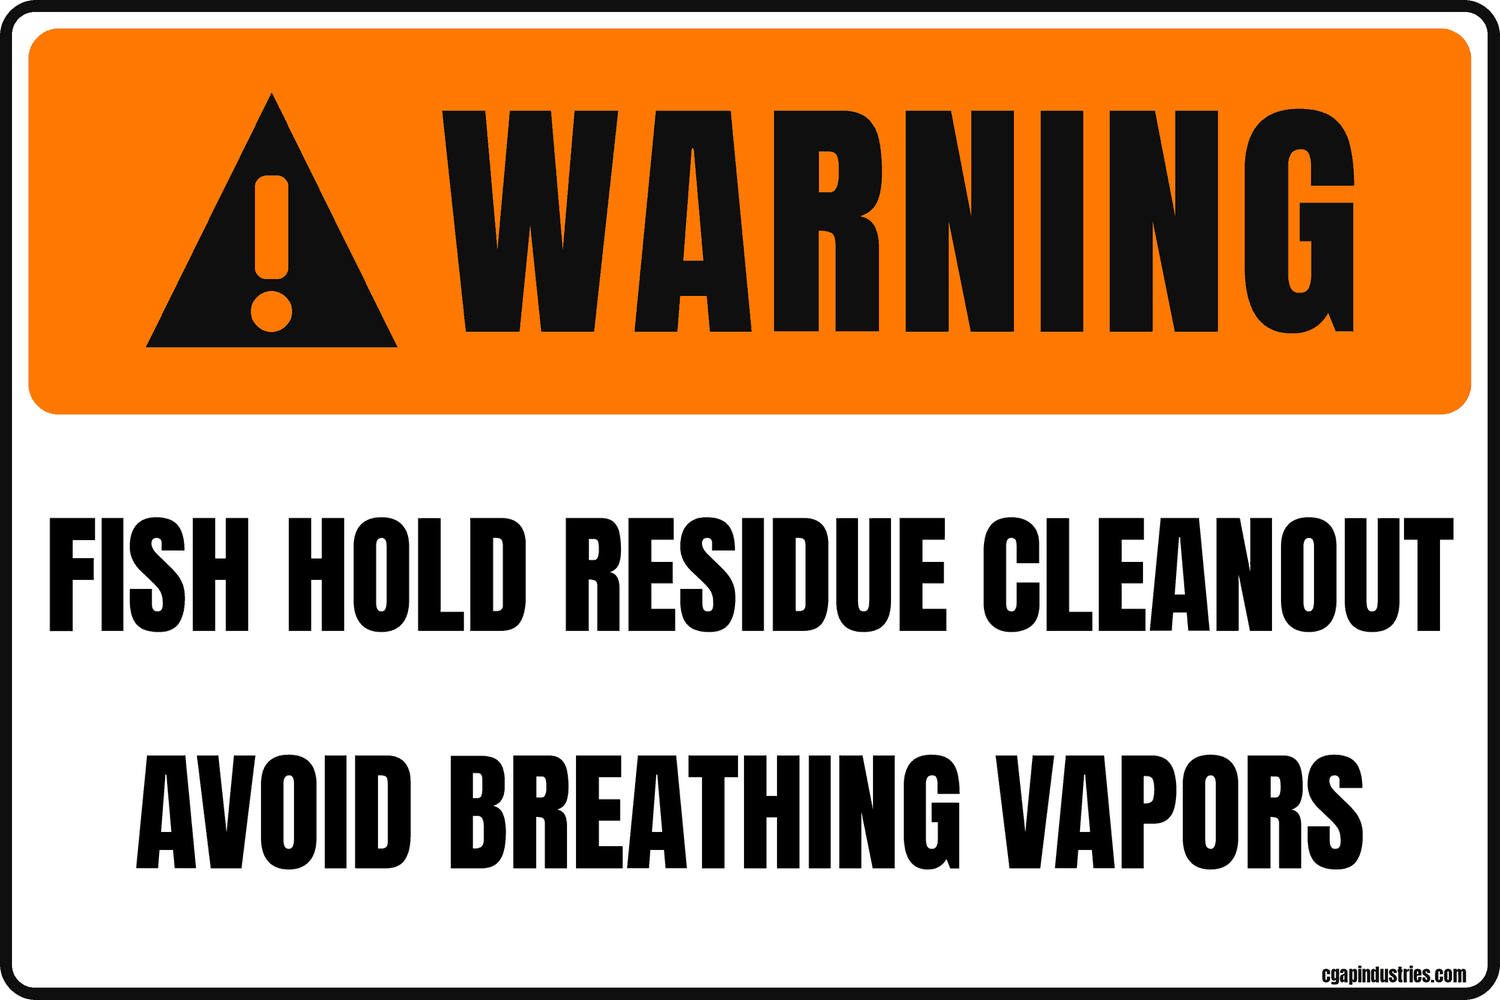 WARNING
FISH HOLD RESIDUE CLEANOUT
AVOID BREATHING VAPORS
cgapindustries.com